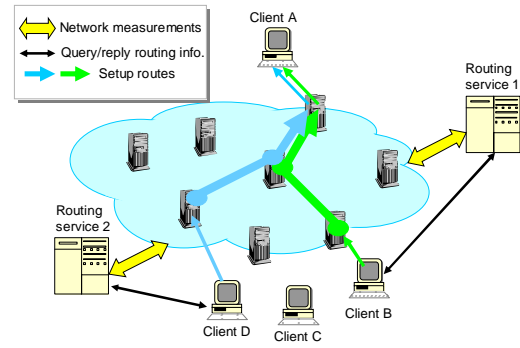 Client A
Network measurements
Query/reply routing info.
Setup routes
Routing
service 1
Routing
service 2
Client D
Client C
Client B